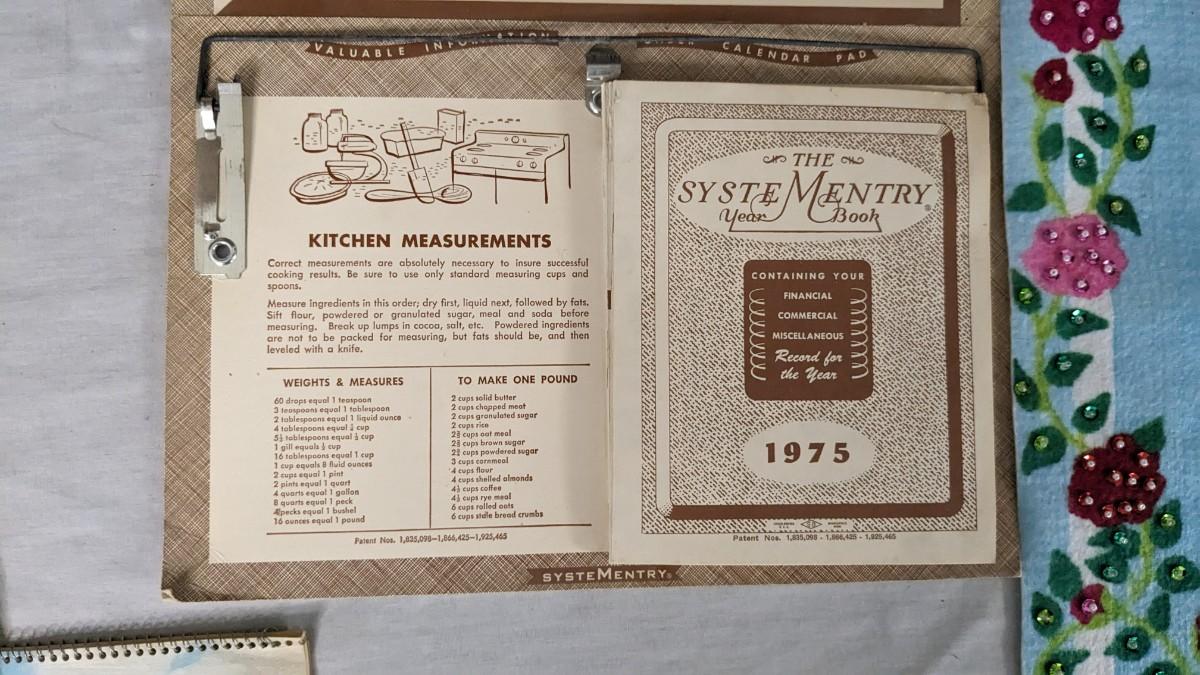 VALUABLE INFORMATION UNDER CALENDAR PAD
KITCHEN MEASUREMENTS
Correct measurements are absolutely necessary to insure successful
cooking results. Be sure to use only standard measuring cups and
spoons.
Measure ingredients in this order; dry first, liquid next, followed by fats.
Sift flour, powdered or granulated sugar, meal and soda before
measuring. Break up lumps in cocoa, salt, etc. Powdered ingredients
are not to be packed for measuring, but fats should be, and then
leveled with a knife.
WEIGHTS & MEASURES
60 drops equal 1 teaspoon
3 teaspoons equal 1 tablespoon
2 tablespoons equal 1 liquid ounce
4 tablespoons equal ¼ cup
5⅓ tablespoons equal ⅓ cup
1 gill equals ½ cup
16 tablespoons equal 1 cup
1 cup equals 8 fluid ounces
2 cups equal 1 pint
2 pints equal 1 quart
4 quarts equal 1 gallon
8 quarts equal 1 peck
4 pecks equal 1 bushel
16 ounces equal 1 pound
TO MAKE ONE POUND
2 cups solid butter
2 cups chopped meat
2 cups granulated sugar
2 cups rice
cups oat meal
cups brown sugar
cups powdered sugar
3 cups cornmeal
4 cups flour
4 cups shelled almonds
4½ cups coffee
4½ cups rye meal
6 cups rolled oats
6 cups stale bread crumbs
Patent Nos. 1,835,098—1,866,425—1,925,465
THE
SYSTEMENTRY®
Year Book
CONTAINING YOUR
FINANCIAL
COMMERCIAL
MISCELLANEOUS
Record for
the Year
1975
Patent Nos. 1,835,098 - 1,866,425 - 1,925,465
SYSTEMENTRY®